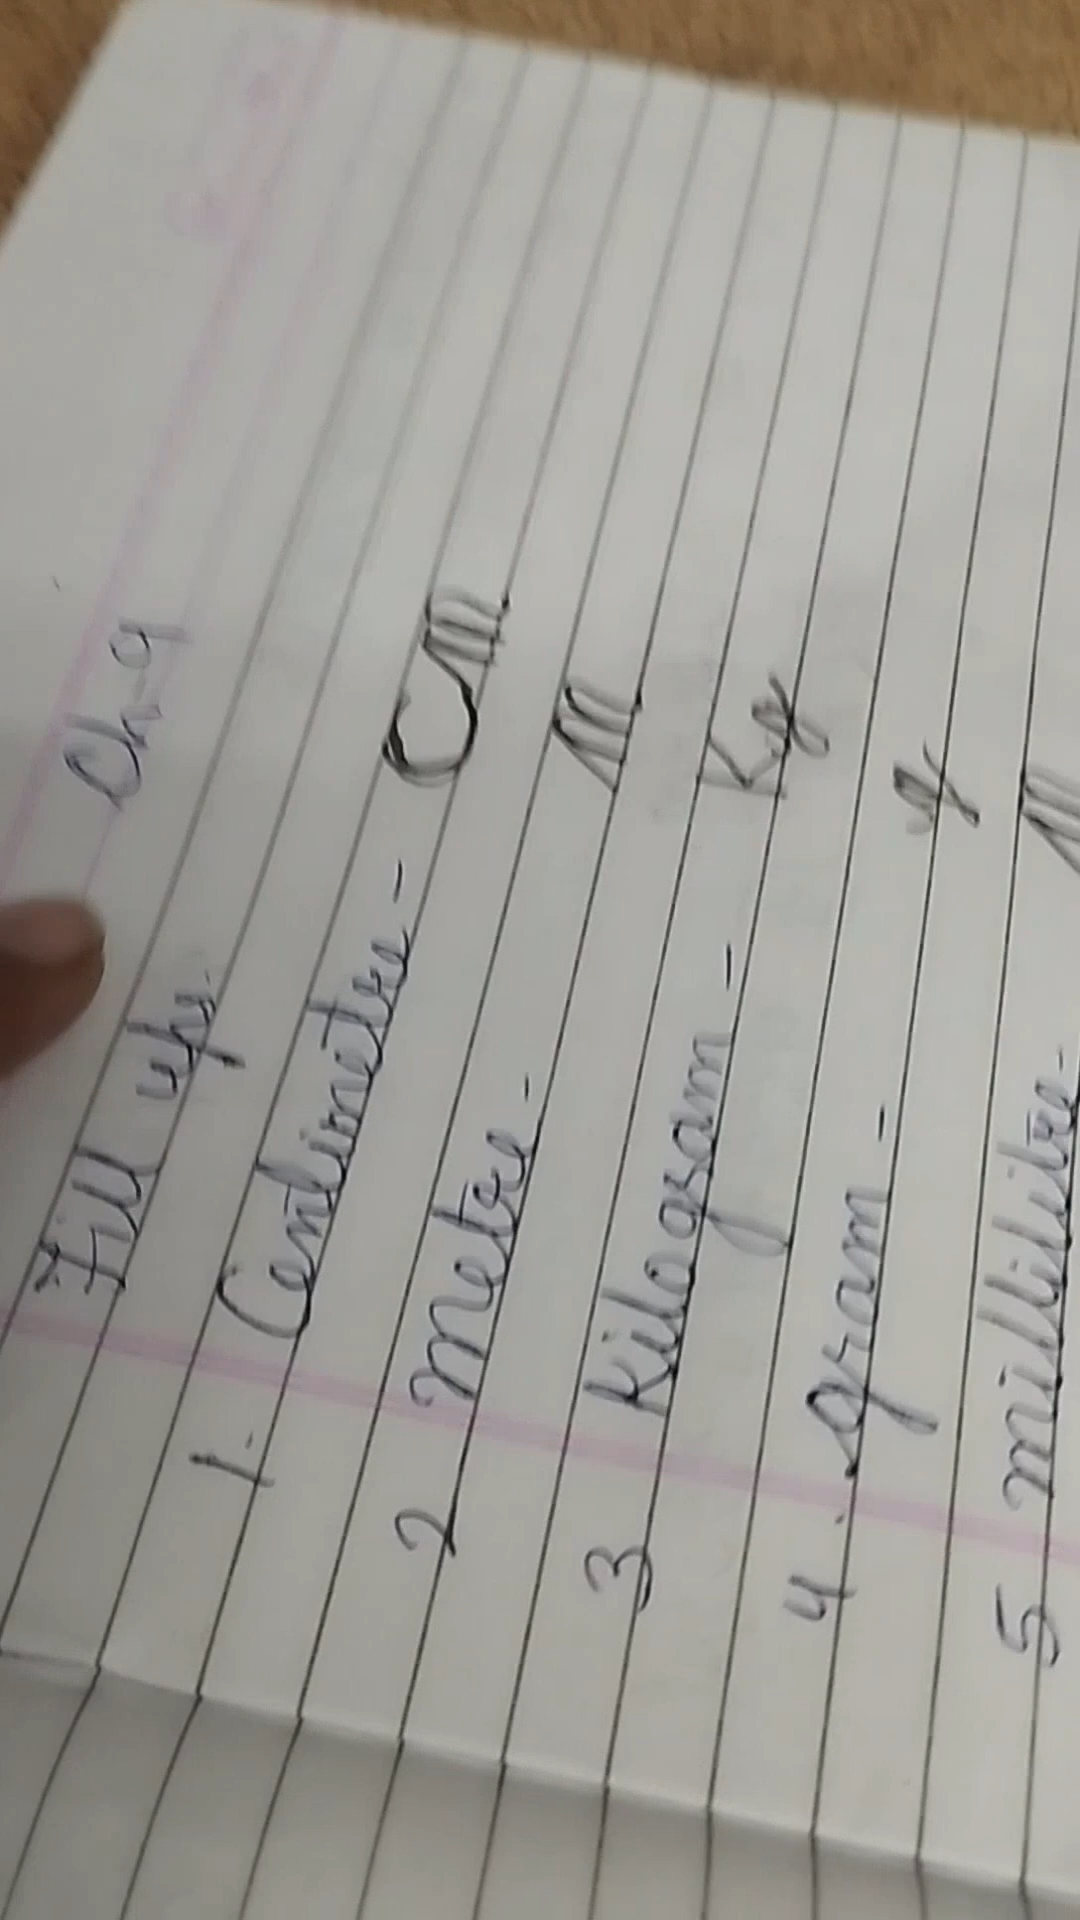 Ch-9
Fill ups.
1. Centimetre - Cm
2 Metre - m
3 Kilogram - Kg
4. gram - g
5 millilitre - m